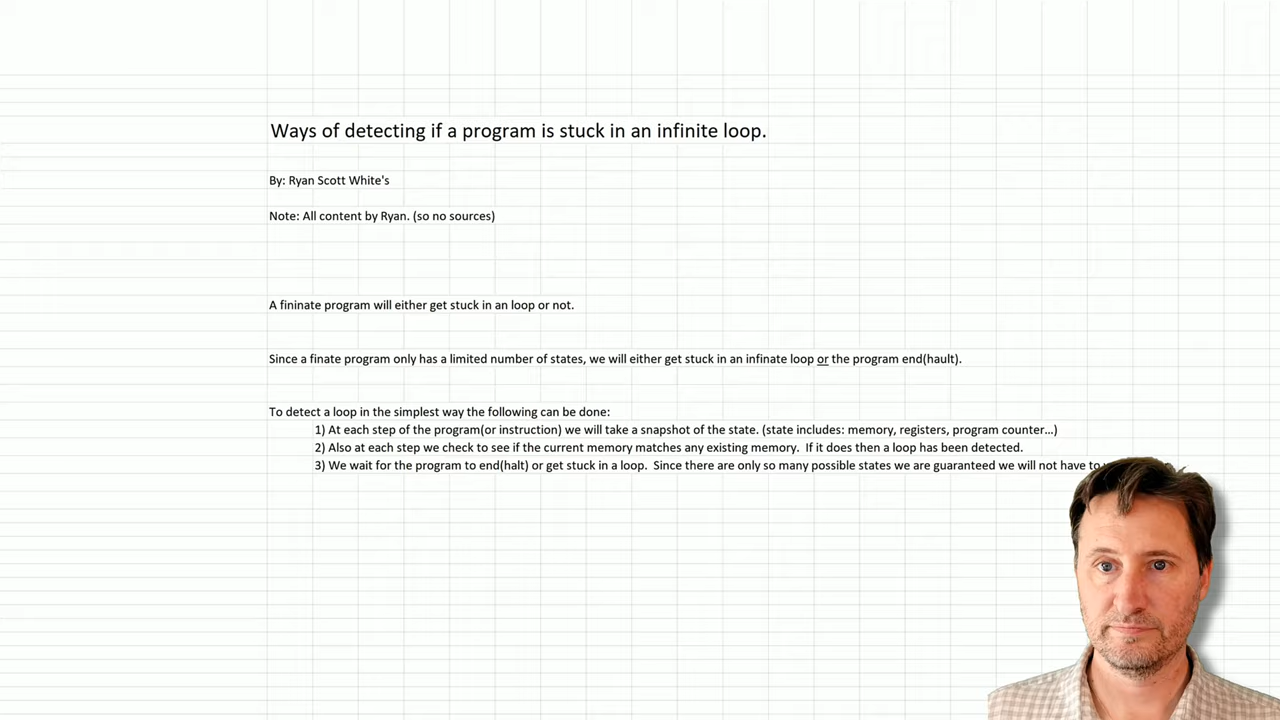 Ways of detecting if a program is stuck in an infinite loop.
By: Ryan Scott White's
Note: All content by Ryan. (so no sources)
A fininate program will either get stuck in an loop or not.
Since a finate program only has a limited number of states, we will either get stuck in an infinate loop or the program end(hault).
To detect a loop in the simplest way the following can be done:
1) At each step of the program(or instruction) we will take a snapshot of the state. (state includes: memory, registers, program counter...)
2) Also at each step we check to see if the current memory matches any existing memory.  If it does then a loop has been detected.
3) We wait for the program to end(halt) or get stuck in a loop.  Since there are only so many possible states we are guaranteed we will not have to